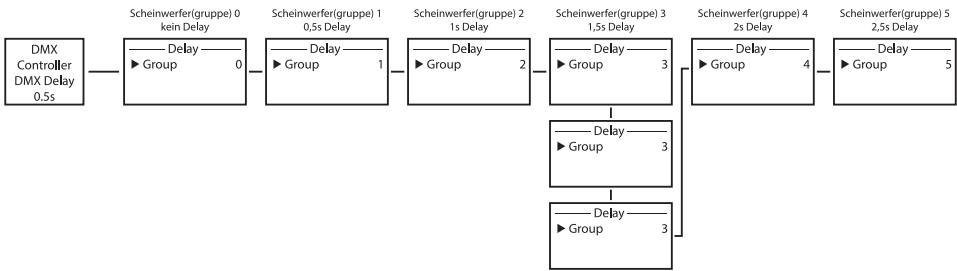 Scheinwerfer(gruppe) 0
kein Delay
Scheinwerfer(gruppe) 1
0,5s Delay
Scheinwerfer(gruppe) 2
1s Delay
Scheinwerfer(gruppe) 3
1,5s Delay
Scheinwerfer(gruppe) 4
2s Delay
Scheinwerfer(gruppe) 5
2,5s Delay
DMX
Controller
DMX Delay
0.5s
Delay
▶ Group 0
Delay
▶ Group 1
Delay
▶ Group 2
Delay
▶ Group 3
Delay
▶ Group 4
Delay
▶ Group 5
Delay
▶ Group 3
Delay
▶ Group 3